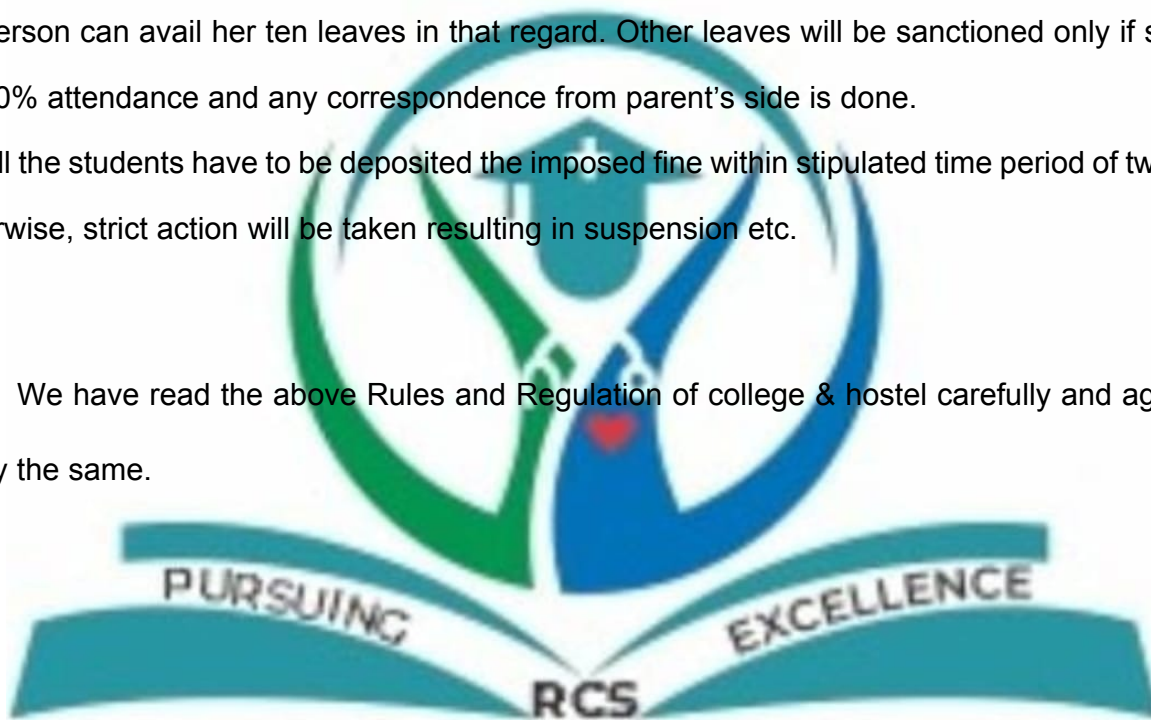 erson can avail her ten leaves in that regard. Other leaves will be sanctioned only if s
0% attendance and any correspondence from parent’s side is done.
ll the students have to be deposited the imposed fine within stipulated time period of tw
rwise, strict action will be taken resulting in suspension etc.
We have read the above Rules and Regulation of college & hostel carefully and ag
y the same.
PURSUING EXCELLENCE
RCS